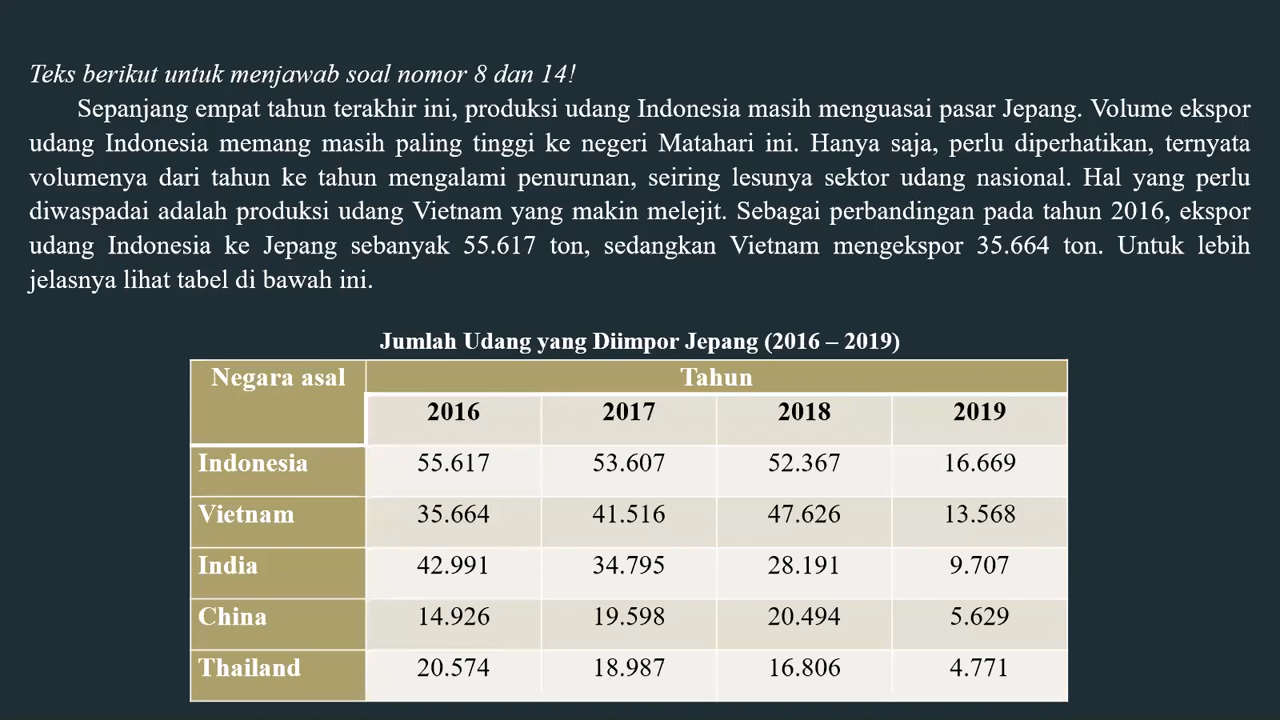 Teks berikut untuk menjawab soal nomor 8 dan 14!
Sepanjang empat tahun terakhir ini, produksi udang Indonesia masih menguasai pasar Jepang. Volume ekspor
udang Indonesia memang masih paling tinggi ke negeri Matahari ini. Hanya saja, perlu diperhatikan, ternyata
volumenya dari tahun ke tahun mengalami penurunan, seiring lesunya sektor udang nasional. Hal yang perlu
diwaspadai adalah produksi udang Vietnam yang makin melejit. Sebagai perbandingan pada tahun 2016, ekspor
udang Indonesia ke Jepang sebanyak 55.617 ton, sedangkan Vietnam mengekspor 35.664 ton. Untuk lebih
jelasnya lihat tabel di bawah ini.
Jumlah Udang yang Diimpor Jepang (2016 – 2019)
Negara asal Tahun
2016 2017 2018 2019
Indonesia 55.617 53.607 52.367 16.669
Vietnam 35.664 41.516 47.626 13.568
India 42.991 34.795 28.191 9.707
China 14.926 19.598 20.494 5.629
Thailand 20.574 18.987 16.806 4.771